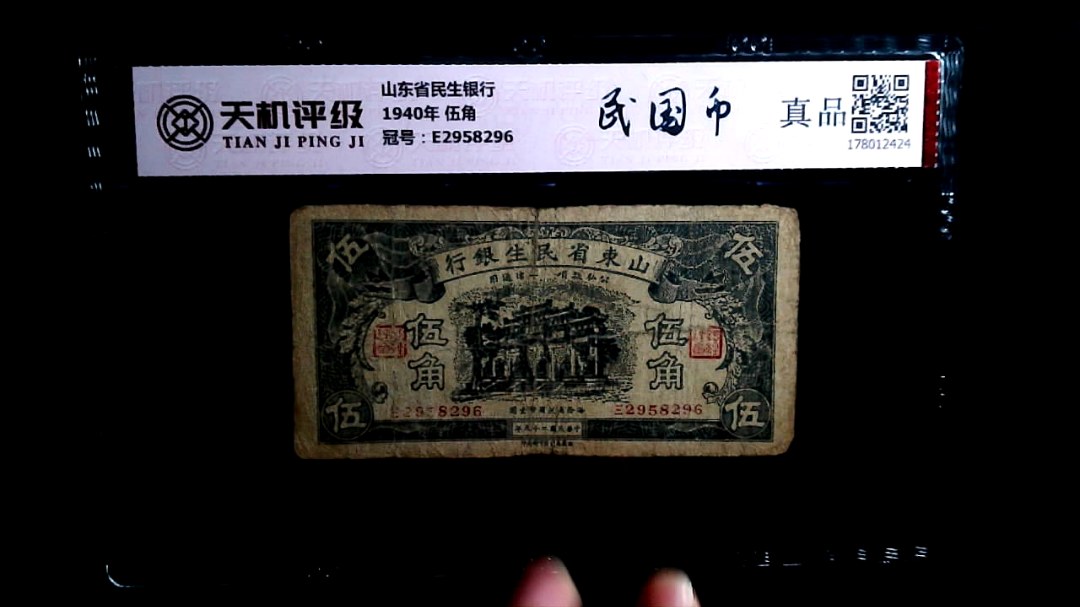 天机评级
TIAN JI PING JI
山东省民生银行
1940年 伍角
冠号：E2958296
民国币
真品
178012424
伍
伍
行銀生民省東山
伍角
伍角
2958296
E2958296
伍
伍